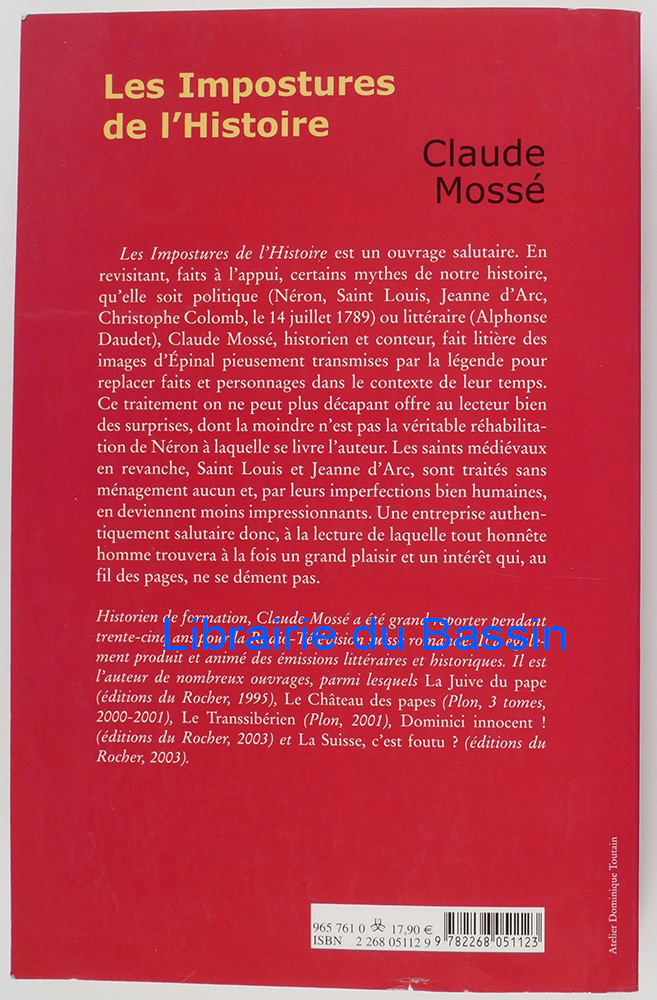 Les Impostures
de l'Histoire
Claude
Mossé
Les Impostures de l'Histoire est un ouvrage salutaire. En
revisitant, faits à l'appui, certains mythes de notre histoire,
qu'elle soit politique (Néron, Saint Louis, Jeanne d'Arc,
Christophe Colomb, le 14 juillet 1789) ou littéraire (Alphonse
Daudet), Claude Mossé, historien et conteur, fait litière des
images d'Épinal pieusement transmises par la légende pour
replacer faits et personnages dans le contexte de leur temps.
Ce traitement on ne peut plus décapant offre au lecteur bien
des surprises, dont la moindre n'est pas la véritable réhabilita-
tion de Néron à laquelle se livre l'auteur. Les saints médiévaux
en revanche, Saint Louis et Jeanne d'Arc, sont traités sans
ménagement aucun et, par leurs imperfections bien humaines,
en deviennent moins impressionnants. Une entreprise authen-
tiquement salutaire donc, à la lecture de laquelle tout honnête
homme trouvera à la fois un grand plaisir et un intérêt qui, au
fil des pages, ne se dément pas.
Historien de formation, Claude Mossé a été grand reporter pendant
trente-cinq ans pour la Radio-Télévision suisse romande. Il a égale-
ment produit et animé des émissions littéraires et historiques. Il est
l'auteur de nombreux ouvrages, parmi lesquels La Juive du pape
(éditions du Rocher, 1995), Le Château des papes (Plon, 3 tomes,
2000-2001), Le Transsibérien (Plon, 2001), Dominici innocent !
(éditions du Rocher, 2003) et La Suisse, c'est foutu ? (éditions du
Rocher, 2003).
Librairie du Bassin
Atelier Dominique Toutain
965 761 0 17,90 €
ISBN 2 268 05112 9
9 782268 051123